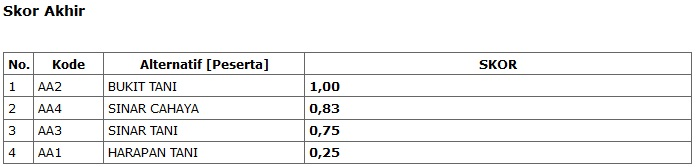 Skor Akhir
No. Kode Alternatif [Peserta] SKOR
1 AA2 BUKIT TANI 1,00
2 AA4 SINAR CAHAYA 0,83
3 AA3 SINAR TANI 0,75
4 AA1 HARAPAN TANI 0,25